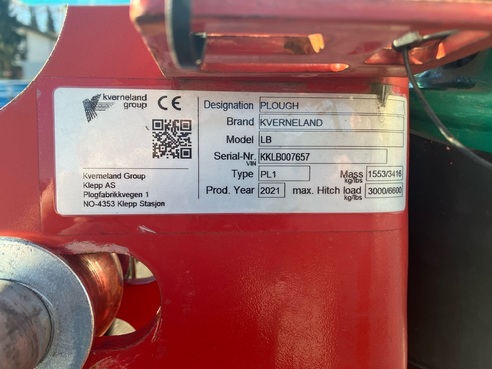 kverneland
group
CE
Kverneland Group
Klepp AS
Plogfabrikkvegen 1
NO-4353 Klepp Stasjon
Designation PLOUGH
Brand KVERNELAND
Model LB
Serial-Nr. KKLB007657
VIN
Type PL1 Mass 1553/3416
kg/lbs
Prod. Year 2021 max. Hitch load 3000/6600
kg/lbs